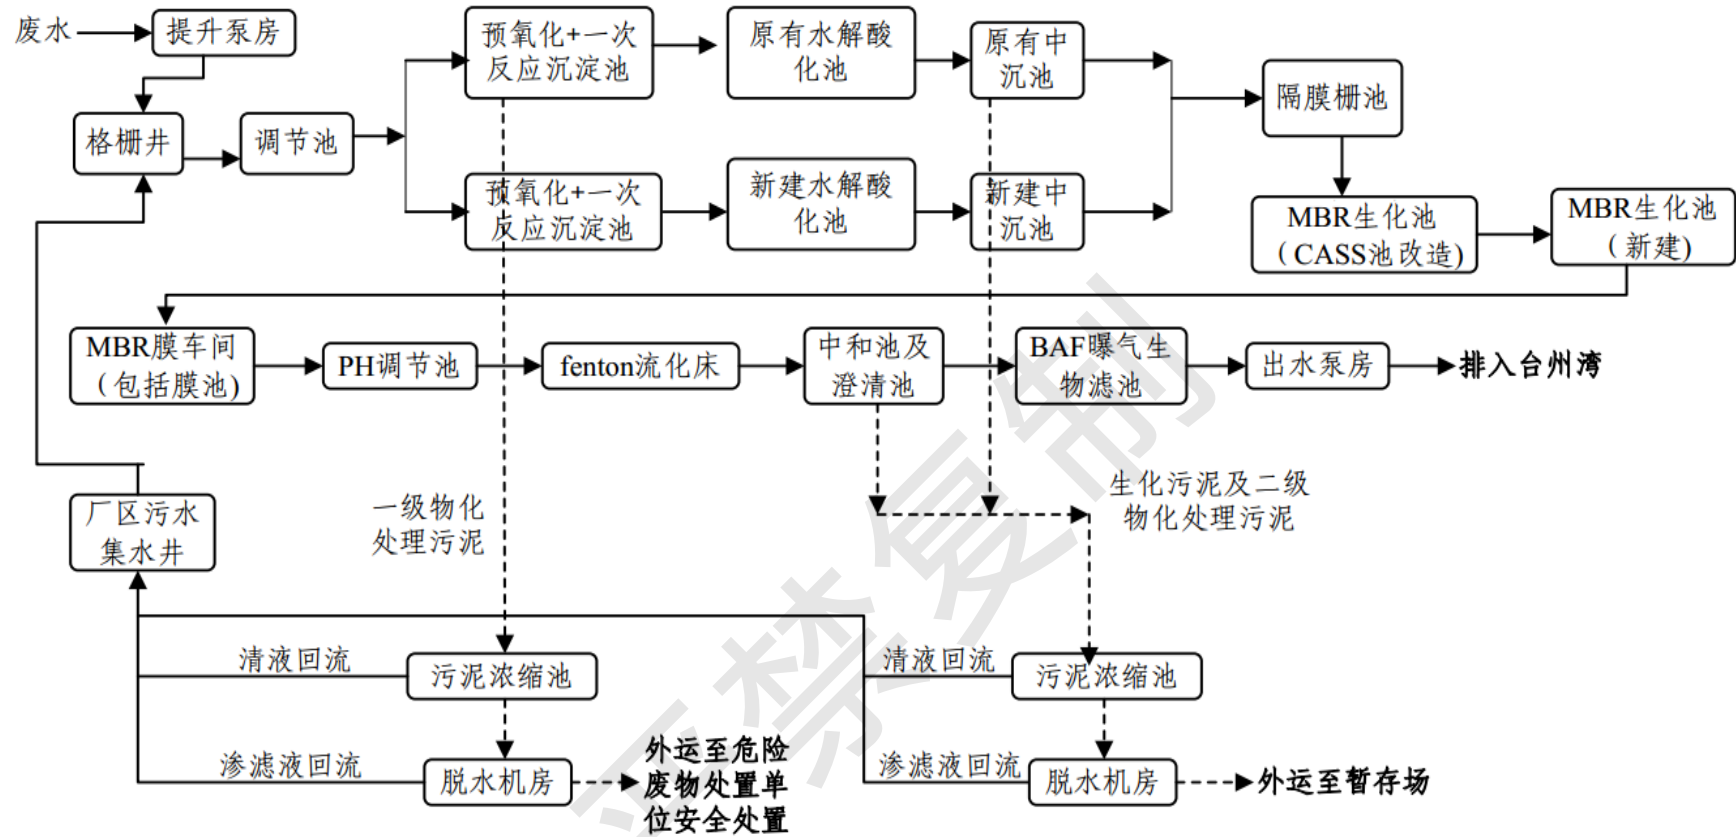 废水
提升泵房
预氧化+一次
反应沉淀池
原有水解酸
化池
原有中
沉池
隔膜栅池
格栅井
调节池
预氧化+一次
反应沉淀池
新建水解酸
化池
新建中
沉池
MBR生化池
（CASS池改造)
MBR生化池
（新建)
MBR膜车间
（包括膜池)
PH调节池
fenton流化床
中和池及
澄清池
BAF曝气生
物滤池
出水泵房
排入台州湾
厂区污水
集水井
一级物化
处理污泥
生化污泥及二级
物化处理污泥
清液回流
污泥浓缩池
清液回流
污泥浓缩池
渗滤液回流
脱水机房
外运至危险
废物处置单
位安全处置
渗滤液回流
脱水机房
外运至暂存场
严禁复制